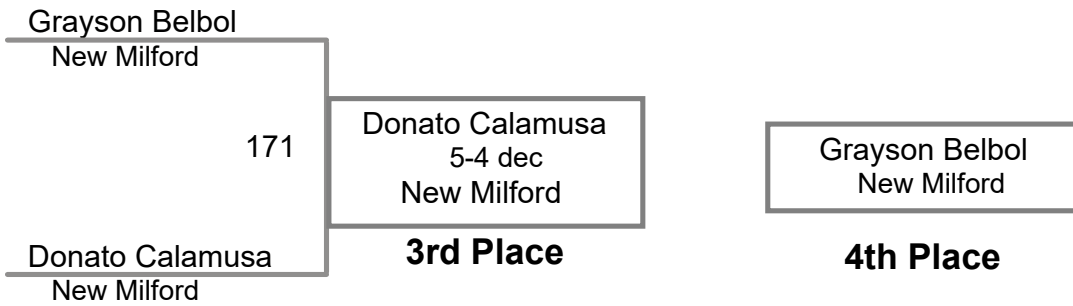 Grayson Belbol
New Milford
171
Donato Calamusa
New Milford
Donato Calamusa
5-4 dec
New Milford
3rd Place
Grayson Belbol
New Milford
4th Place